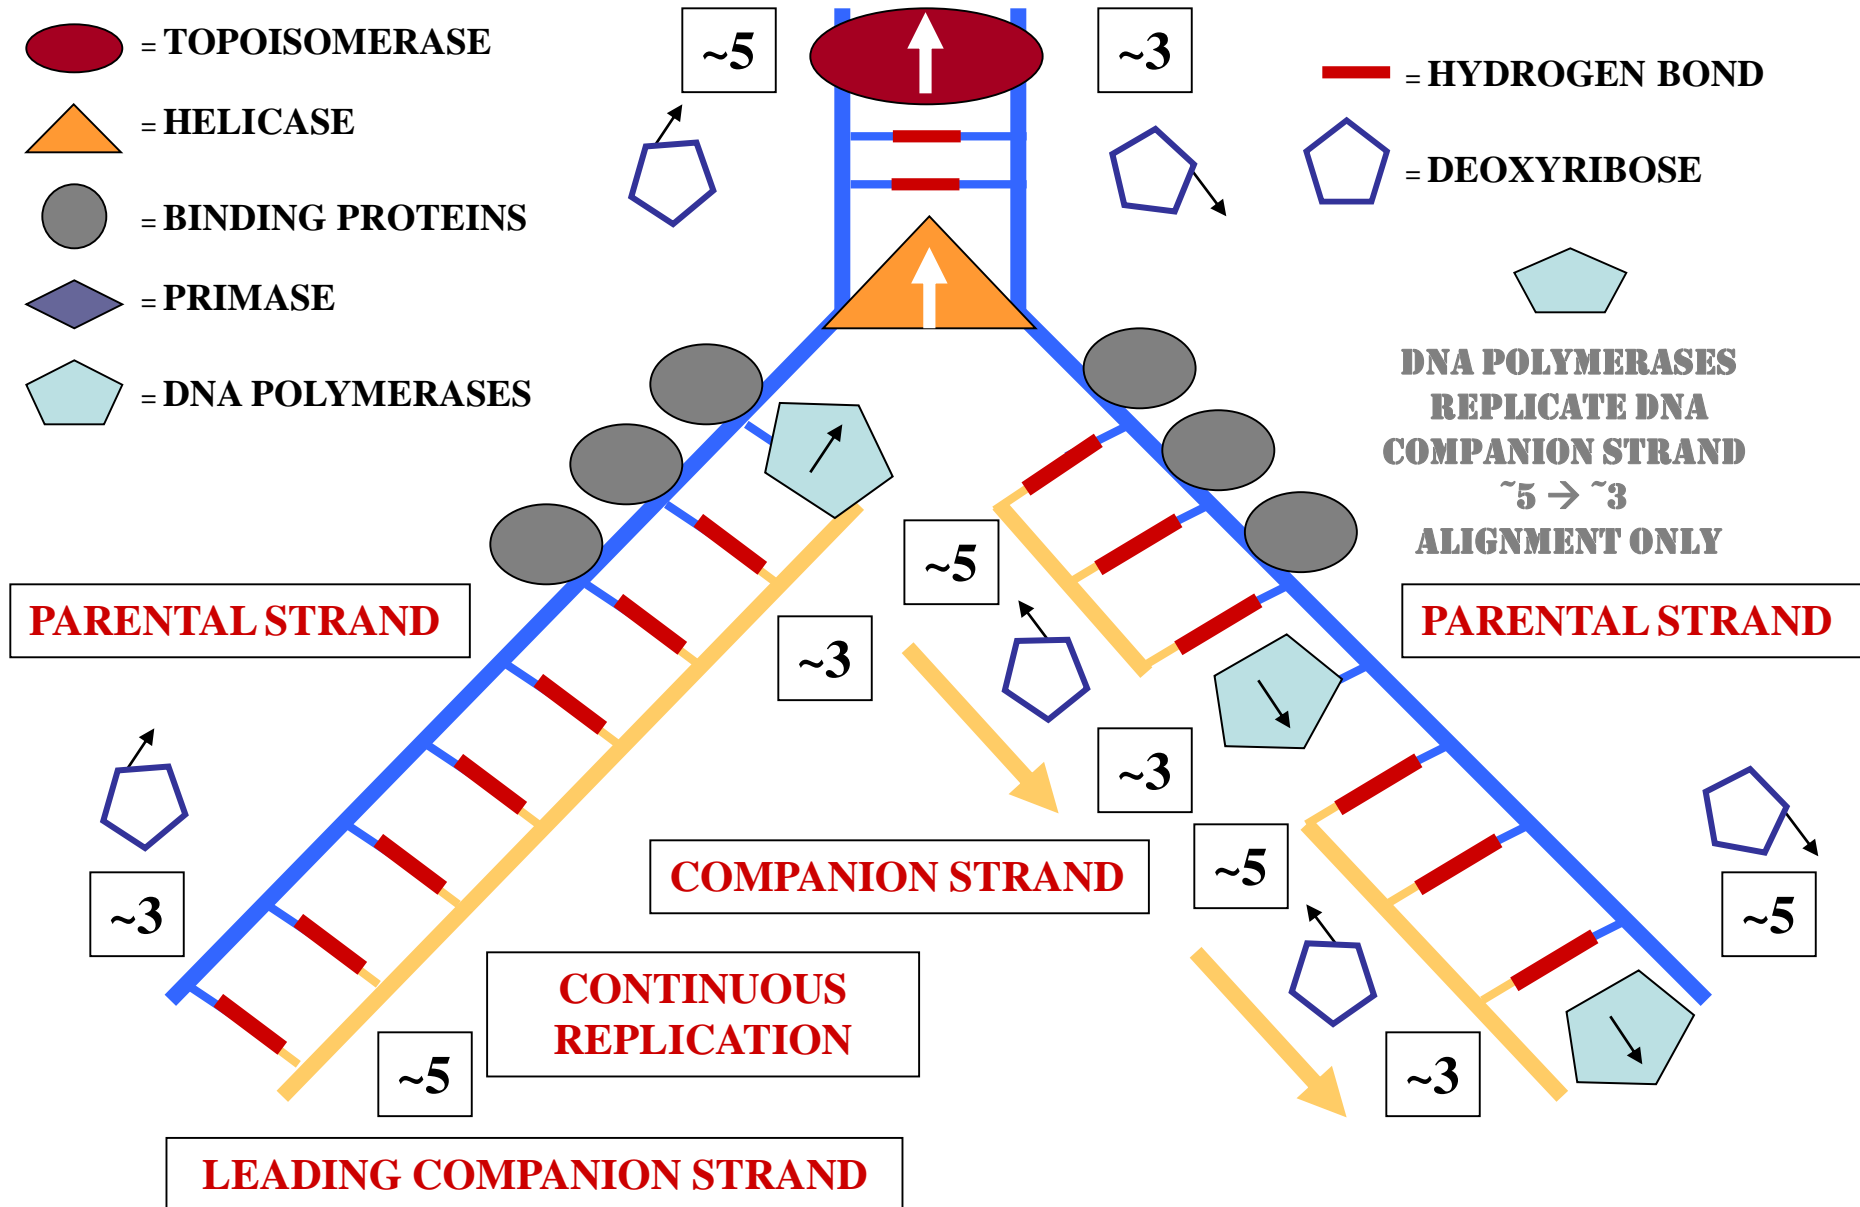 = TOPOISOMERASE
= HELICASE
= BINDING PROTEINS
= PRIMASE
= DNA POLYMERASES
~5
~3
= HYDROGEN BOND
= DEOXYRIBOSE
DNA POLYMERASES
REPLICATE DNA
COMPANION STRAND
~5 → ~3
ALIGNMENT ONLY
PARENTAL STRAND
~5
~3
PARENTAL STRAND
~3
~3
COMPANION STRAND
~5
~5
CONTINUOUS
REPLICATION
~5
~3
LEADING COMPANION STRAND